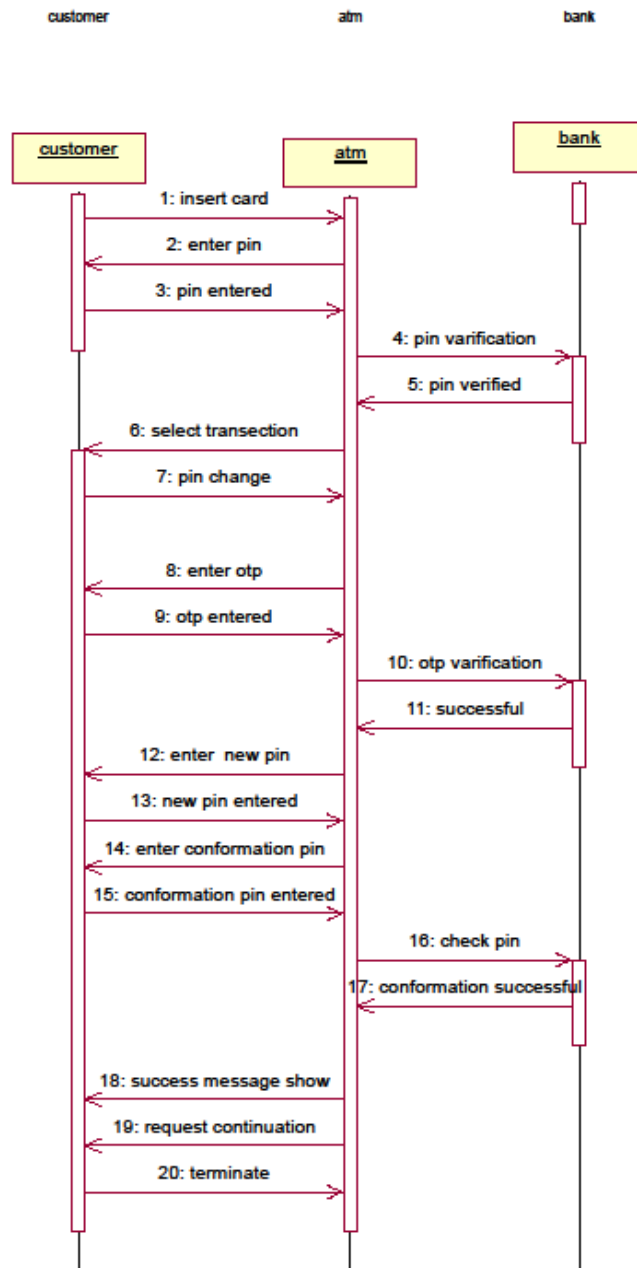 customer atm bank
customer atm bank
1: insert card
2: enter pin
3: pin entered
4: pin varification
5: pin verified
6: select transection
7: pin change
8: enter otp
9: otp entered
10: otp varification
11: successful
12: enter new pin
13: new pin entered
14: enter conformation pin
15: conformation pin entered
16: check pin
17: conformation successful
18: success message show
19: request continuation
20: terminate